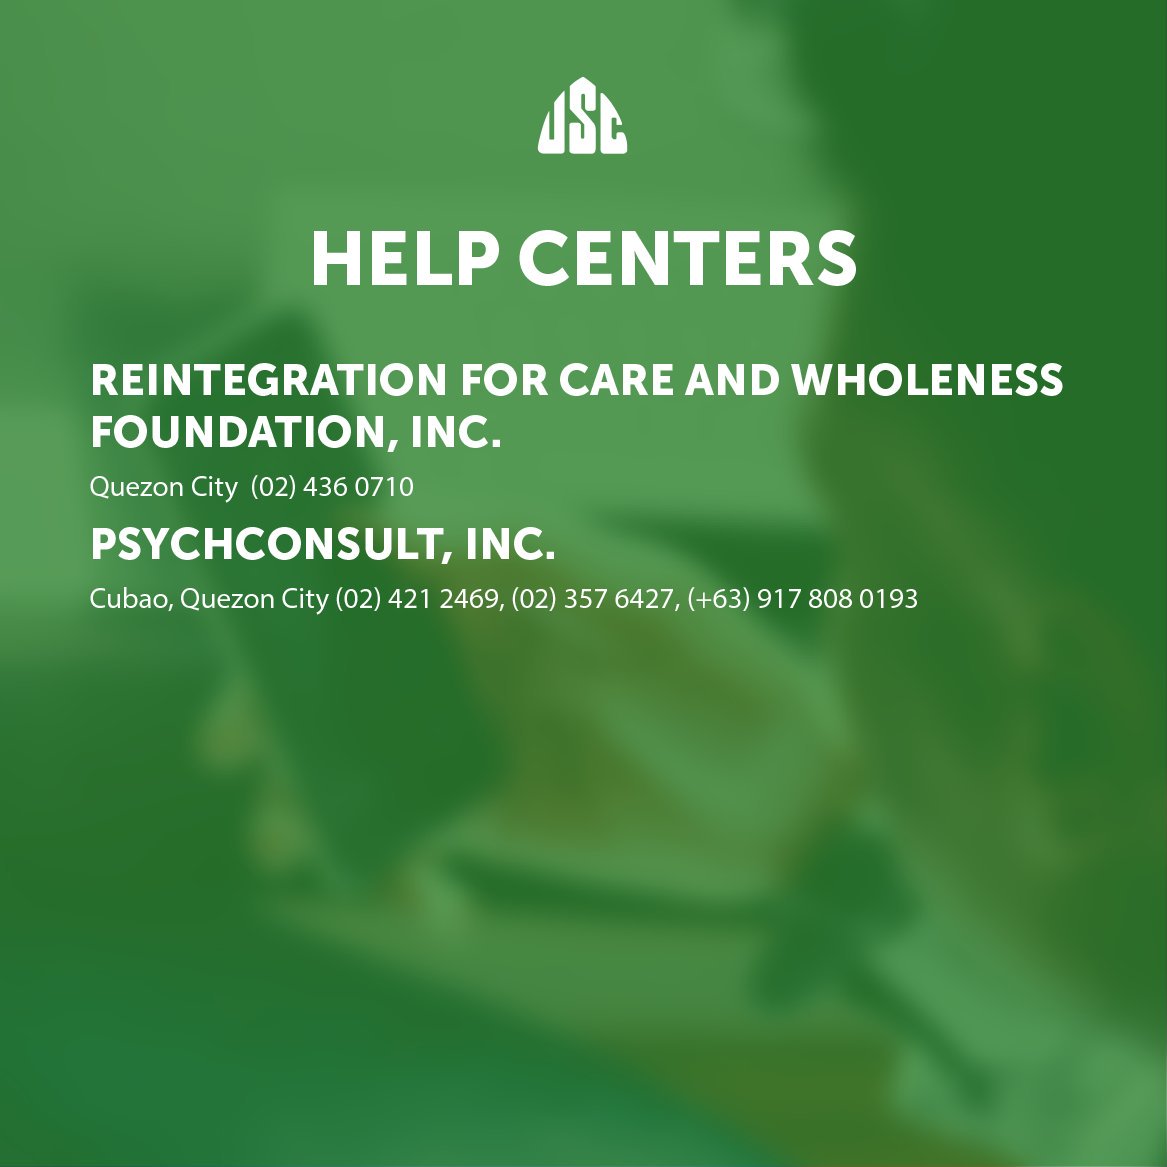 USC
HELP CENTERS
REINTEGRATION FOR CARE AND WHOLENESS
FOUNDATION, INC.
Quezon City (02) 436 0710
PSYCHCONSULT, INC.
Cubao, Quezon City (02) 421 2469, (02) 357 6427, (+63) 917 808 0193